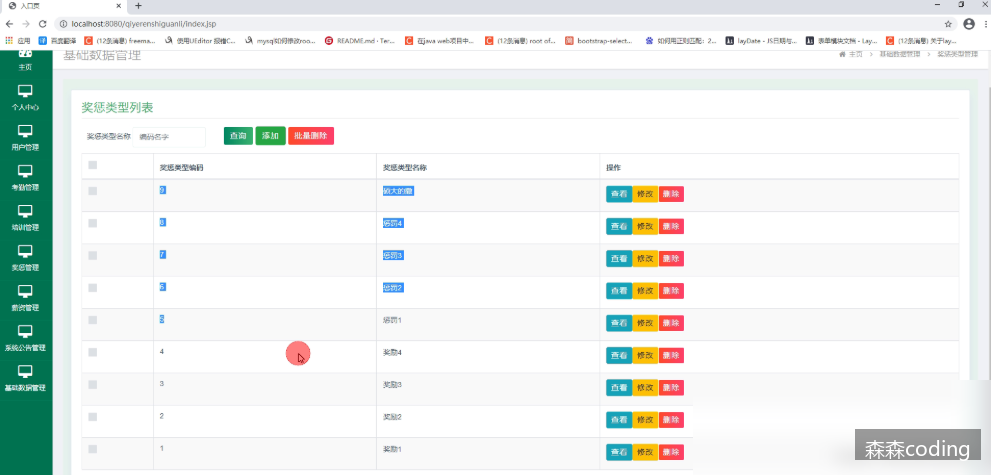 入口页
localhost:8080/qiyerenshiguanli/index.jsp
应用 百度翻译 (12条消息) freema... 使用UEditor 报错C... mysql如何修改roo... README.md · Ter... 在java web项目中... (12条消息) root of... bootstrap-select... 如何用正则匹配：2... layDate - JS日期与... 表单模块文档 - Lay... (12条消息) 关于lay...
基础数据管理
主页 > 基础数据管理 > 奖惩类型管理
主页
个人中心
用户管理
考勤管理
培训管理
奖惩管理
薪资管理
系统公告管理
基础数据管理
奖惩类型列表
奖惩类型名称 编码名字 查询 添加 批量删除
奖惩类型编码 奖惩类型名称 操作
9 查看 修改 删除
8 惩罚4 查看 修改 删除
7 惩罚3 查看 修改 删除
6 惩罚2 查看 修改 删除
5 惩罚1 查看 修改 删除
4 奖励4 查看 修改 删除
3 奖励3 查看 修改 删除
2 奖励2 查看 修改 删除
1 奖励1 查看 修改 删除
森森coding